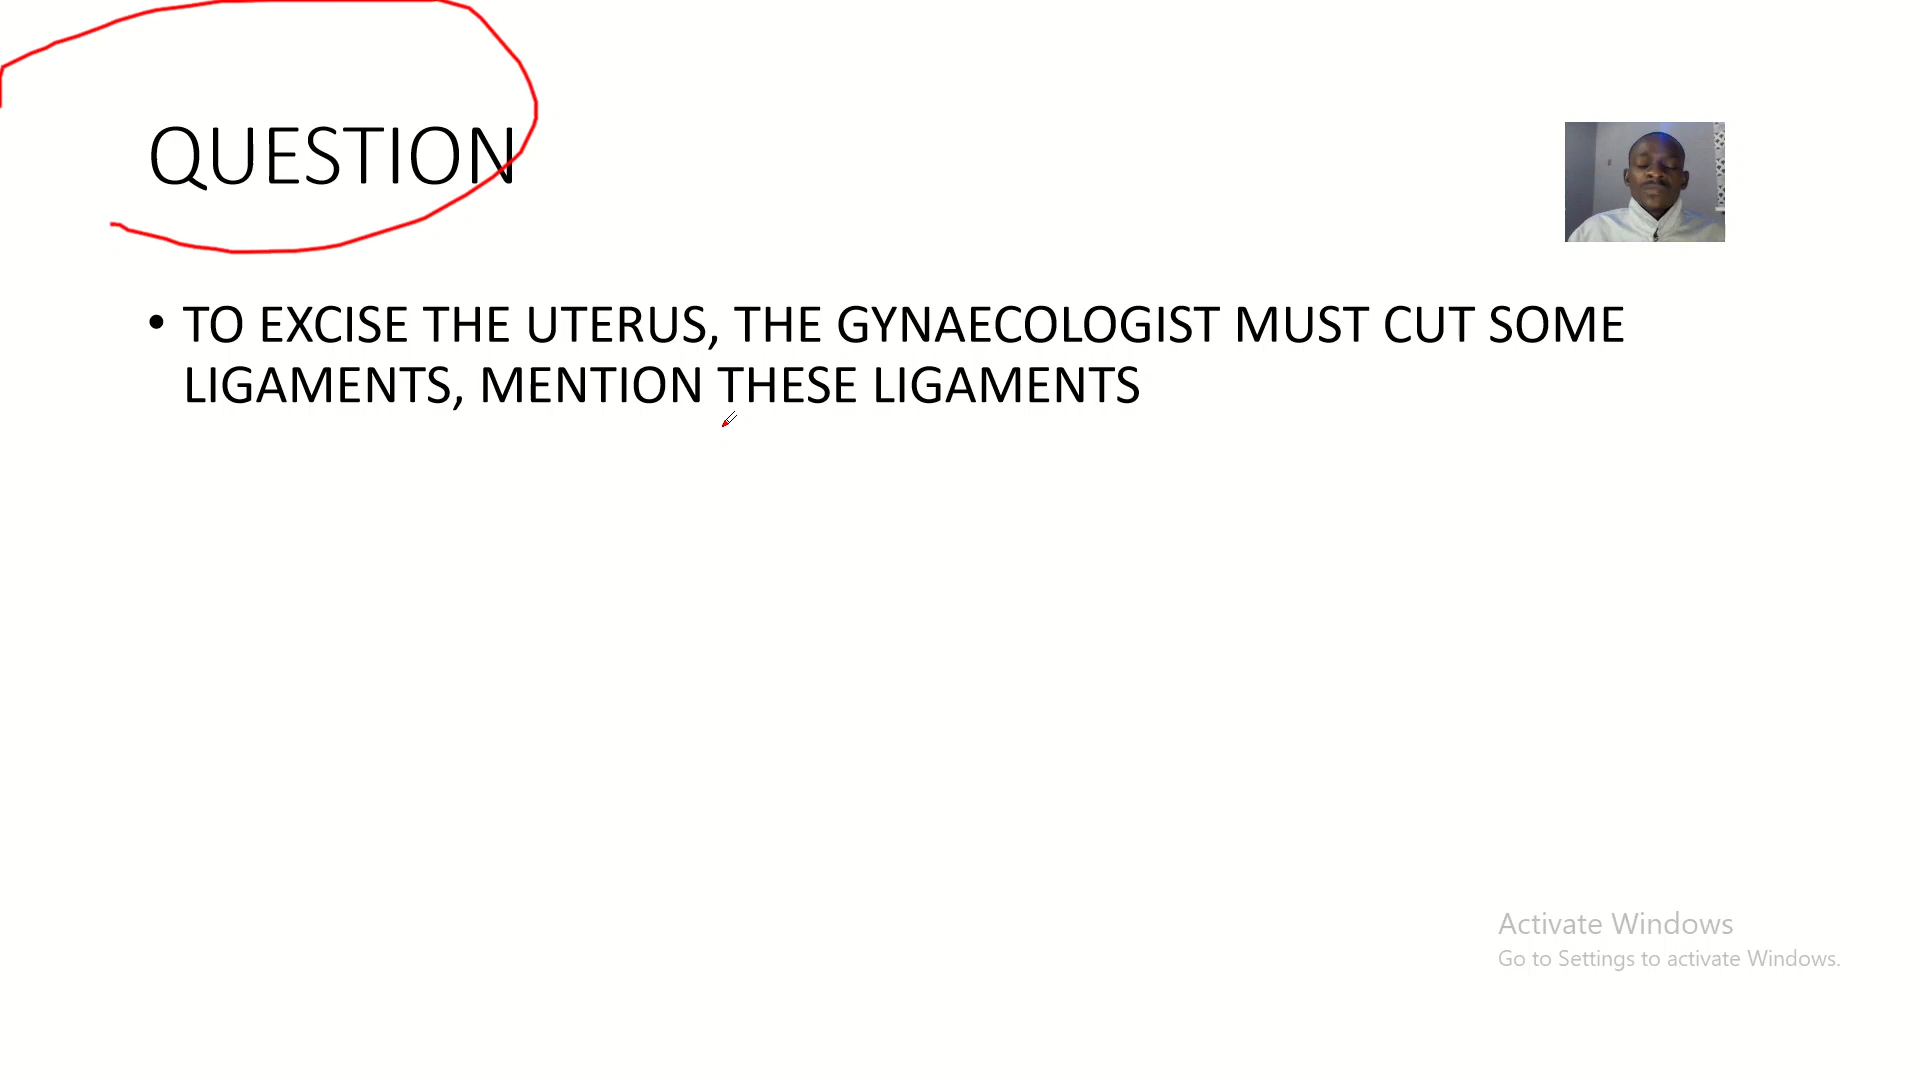 QUESTION
• TO EXCISE THE UTERUS, THE GYNAECOLOGIST MUST CUT SOME
LIGAMENTS, MENTION THESE LIGAMENTS
Activate Windows
Go to Settings to activate Windows.